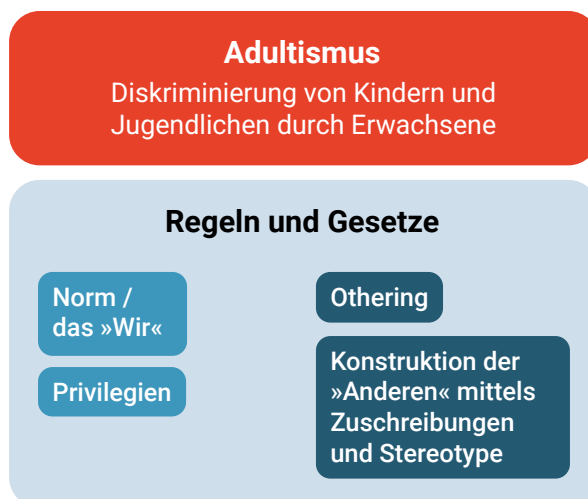 Adultismus
Diskriminierung von Kindern und
Jugendlichen durch Erwachsene
Regeln und Gesetze
Norm /
das »Wir«
Privilegien
Othering
Konstruktion der
»Anderen« mittels
Zuschreibungen
und Stereotype